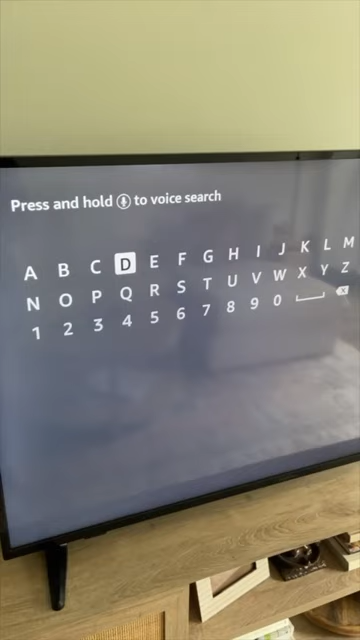 Press and hold to voice search
A B C D E F G H I J K L M
N O P Q R S T U V W X Y Z
1 2 3 4 5 6 7 8 9 0